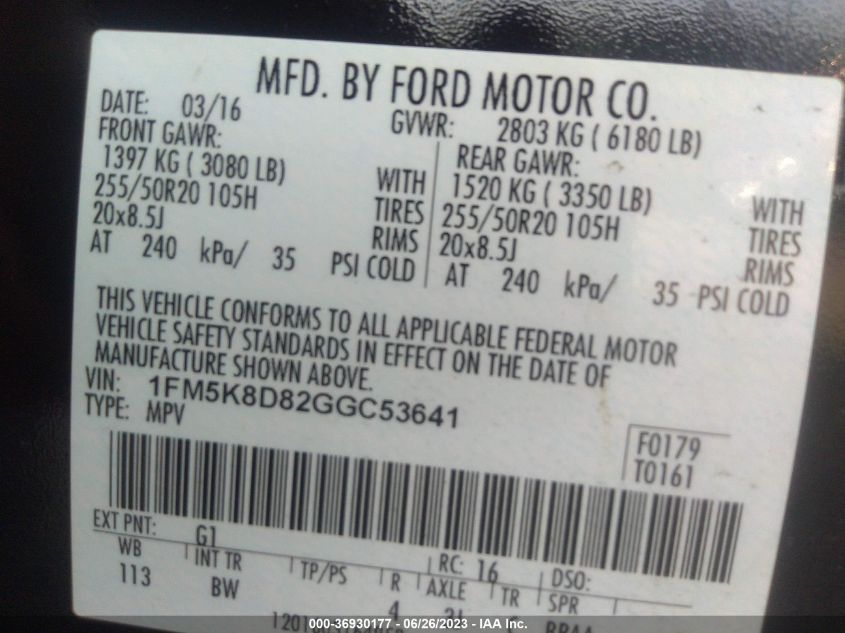 MFD. BY FORD MOTOR CO.
DATE: 03/16 GVWR: 2803 KG ( 6180 LB)
FRONT GAWR: REAR GAWR:
1397 KG ( 3080 LB) WITH 1520 KG ( 3350 LB) WITH
255/50R20 105H TIRES 255/50R20 105H TIRES
20x8.5J RIMS 20x8.5J RIMS
AT 240 kPa/ 35 PSI COLD AT 240 kPa/ 35 PSI COLD
THIS VEHICLE CONFORMS TO ALL APPLICABLE FEDERAL MOTOR
VEHICLE SAFETY STANDARDS IN EFFECT ON THE DATE OF
MANUFACTURE SHOWN ABOVE.
VIN: 1FM5K8D82GGC53641
TYPE: MPV
F0179
T0161
EXT PNT: G1 RC: 16 DSO:
WB INT TR TP/PS R AXLE TR SPR
113 BW 4
000-36930177 - 06/26/2023 - IAA Inc.